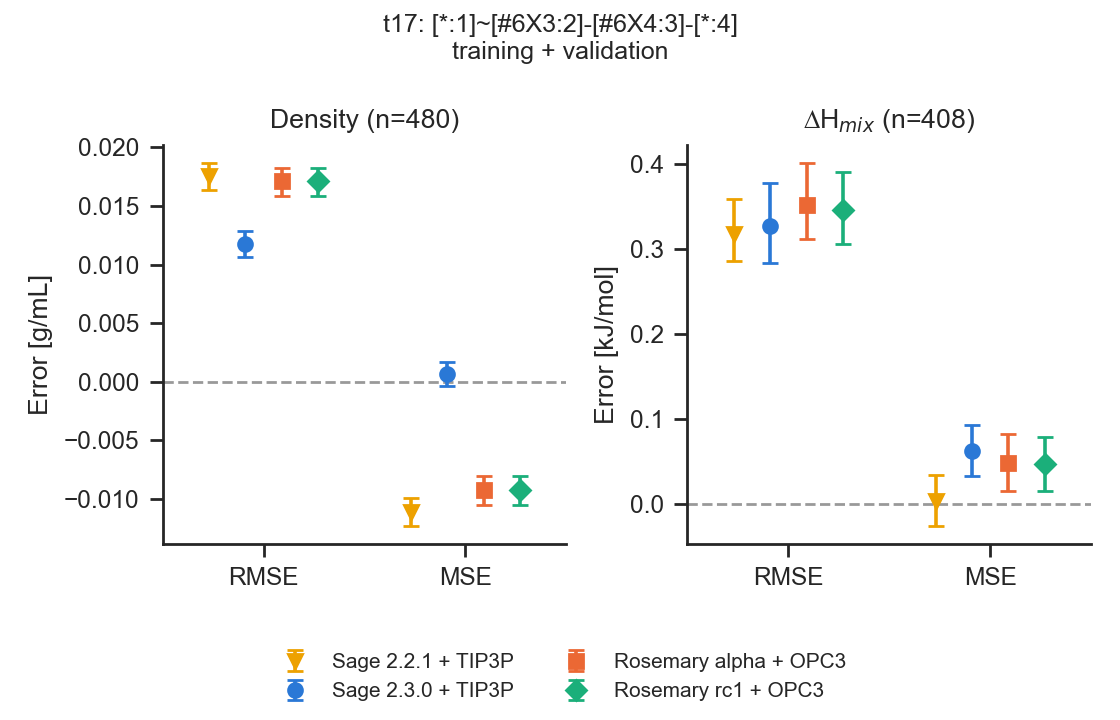 t17: [*:1]~[#6X3:2]-[#6X4:3]-[*:4]
training + validation
Density (n=480)
0.020
0.015
0.010
0.005
0.000
−0.005
−0.010
Error [g/mL]
RMSE
MSE
ΔH$_{mix}$ (n=408)
0.4
0.3
0.2
0.1
0.0
Error [kJ/mol]
RMSE
MSE
Sage 2.2.1 + TIP3P
Sage 2.3.0 + TIP3P
Rosemary alpha + OPC3
Rosemary rc1 + OPC3